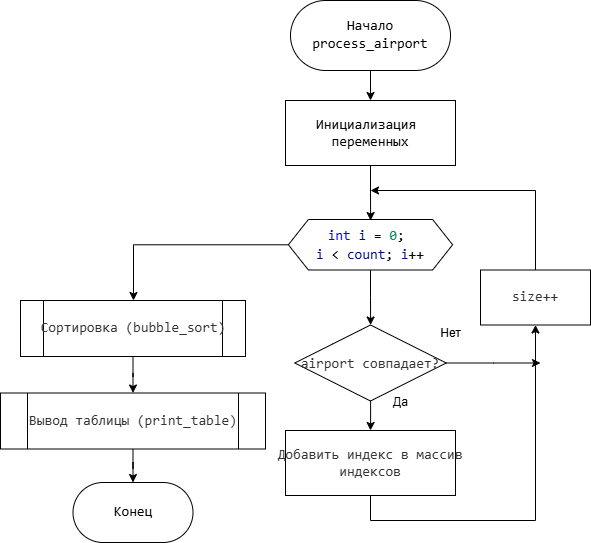 Начало
process_airport
Инициализация
переменных
int i = 0;
i < count; i++
size++
Сортировка (bubble_sort)
Нет
airport совпадает?
Да
Вывод таблицы (print_table)
Добавить индекс в массив
индексов
Конец